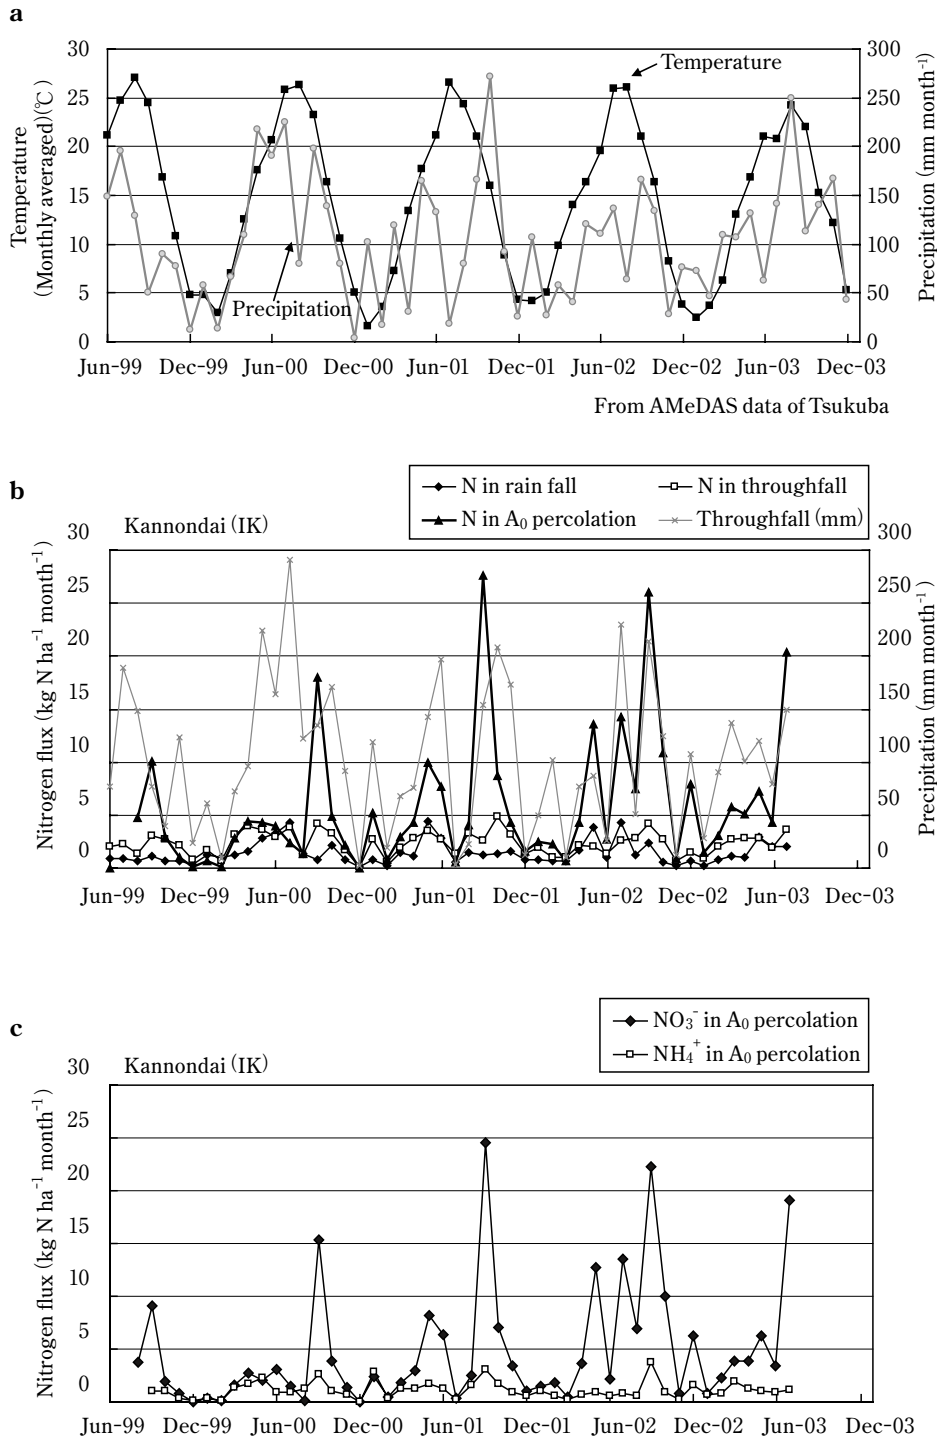 a
30
25
20
15
10
5
0
300
250
200
150
100
50
0
Temperature
(Monthly averaged)(℃)
Precipitation (mm month⁻¹)
Temperature
Precipitation
Jun-99 Dec-99 Jun-00 Dec-00 Jun-01 Dec-01 Jun-02 Dec-02 Jun-03 Dec-03
From AMeDAS data of Tsukuba
b
N in rain fall N in throughfall
N in A₀ percolation Throughfall (mm)
Kannondai (IK)
30
25
20
15
10
5
0
300
250
200
150
100
50
0
Nitrogen flux (kg N ha⁻¹ month⁻¹)
Precipitation (mm month⁻¹)
Jun-99 Dec-99 Jun-00 Dec-00 Jun-01 Dec-01 Jun-02 Dec-02 Jun-03 Dec-03
c
NO₃⁻ in A₀ percolation
NH₄⁺ in A₀ percolation
Kannondai (IK)
30
25
20
15
10
5
0
Nitrogen flux (kg N ha⁻¹ month⁻¹)
Jun-99 Dec-99 Jun-00 Dec-00 Jun-01 Dec-01 Jun-02 Dec-02 Jun-03 Dec-03